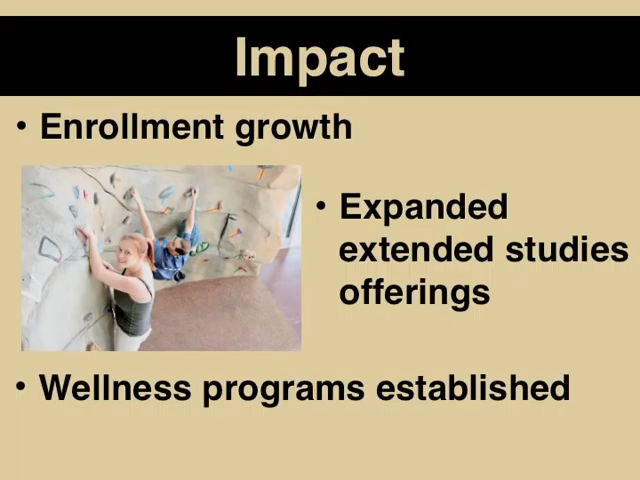 Impact
• Enrollment growth
• Expanded
extended studies
offerings
• Wellness programs established